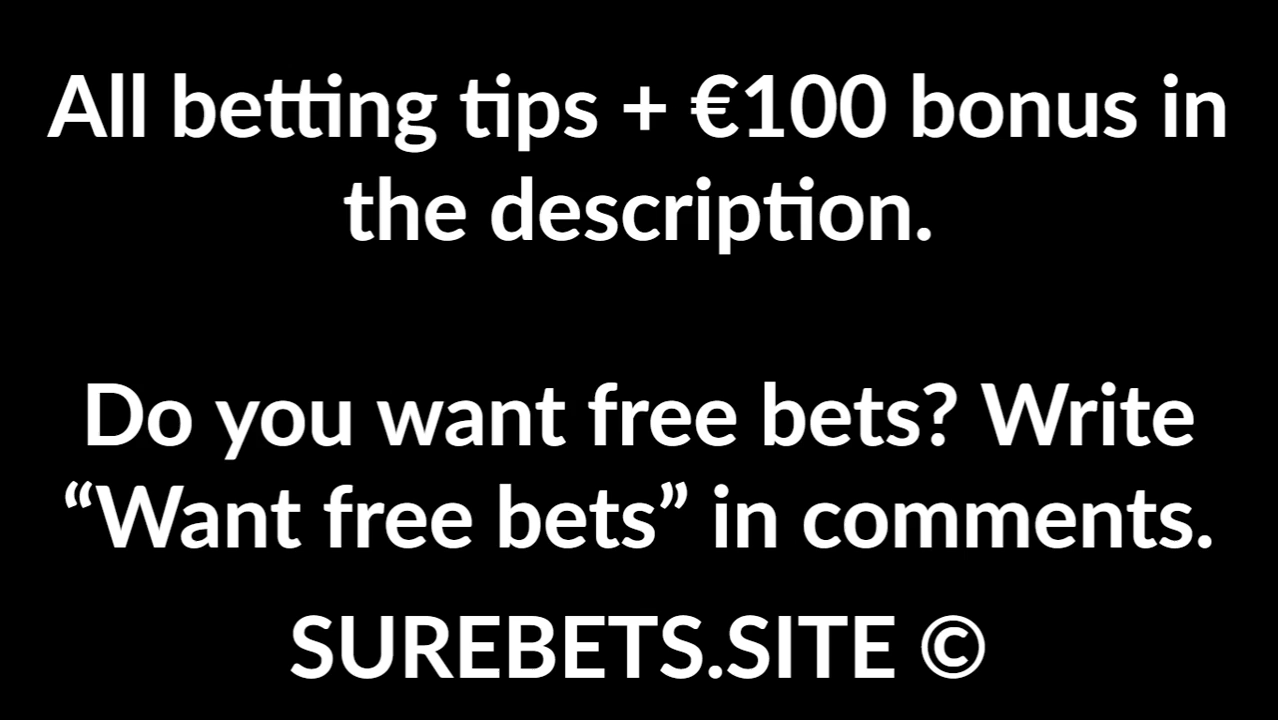 All betting tips + €100 bonus in
the description.
Do you want free bets? Write
“Want free bets” in comments.
SUREBETS.SITE ©